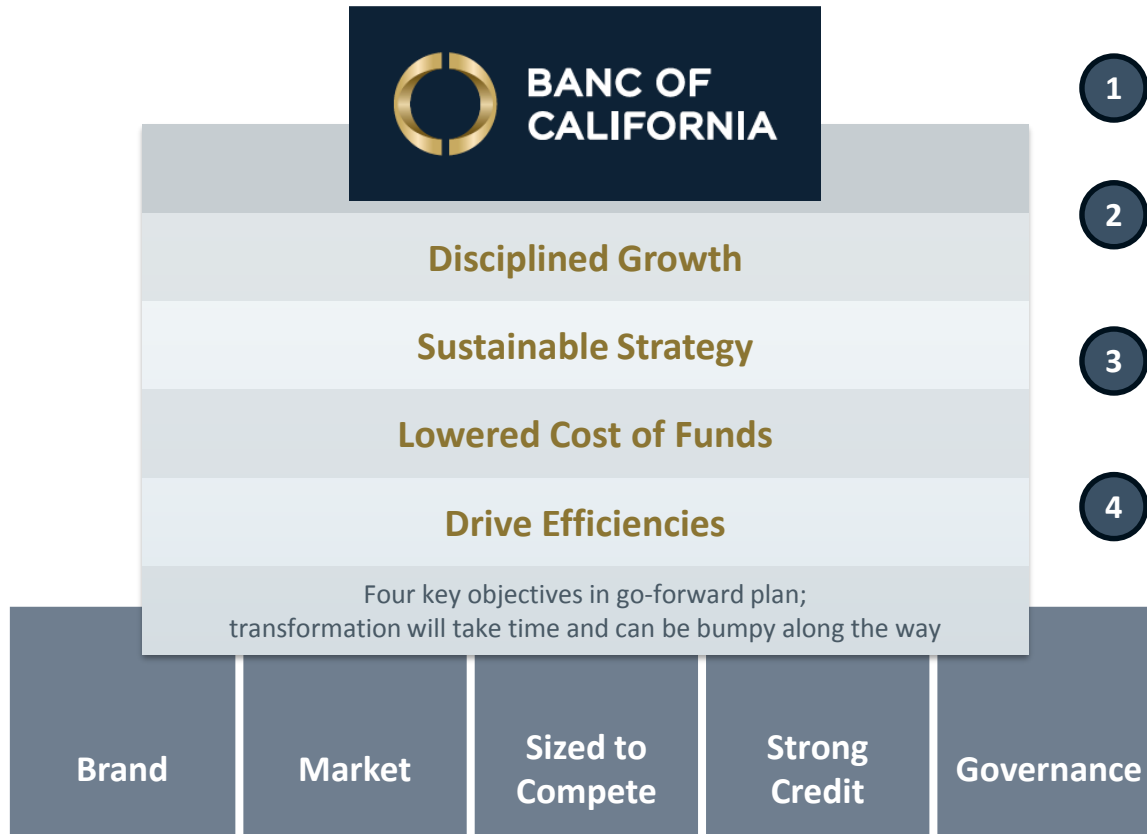 BANC OF
CALIFORNIA
1
2
Disciplined Growth
Sustainable Strategy
3
Lowered Cost of Funds
4
Drive Efficiencies
Four key objectives in go-forward plan;
transformation will take time and can be bumpy along the way
Brand
Market
Sized to
Compete
Strong
Credit
Governance